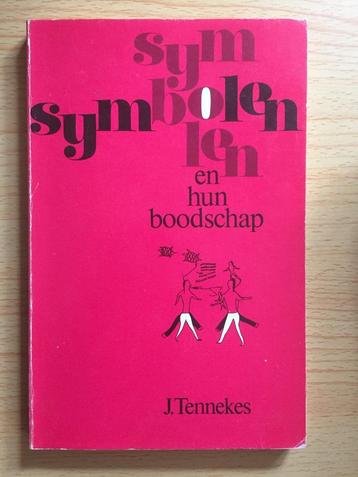 sym
symbolen
len
en
hun
boodschap
J. Tennekes